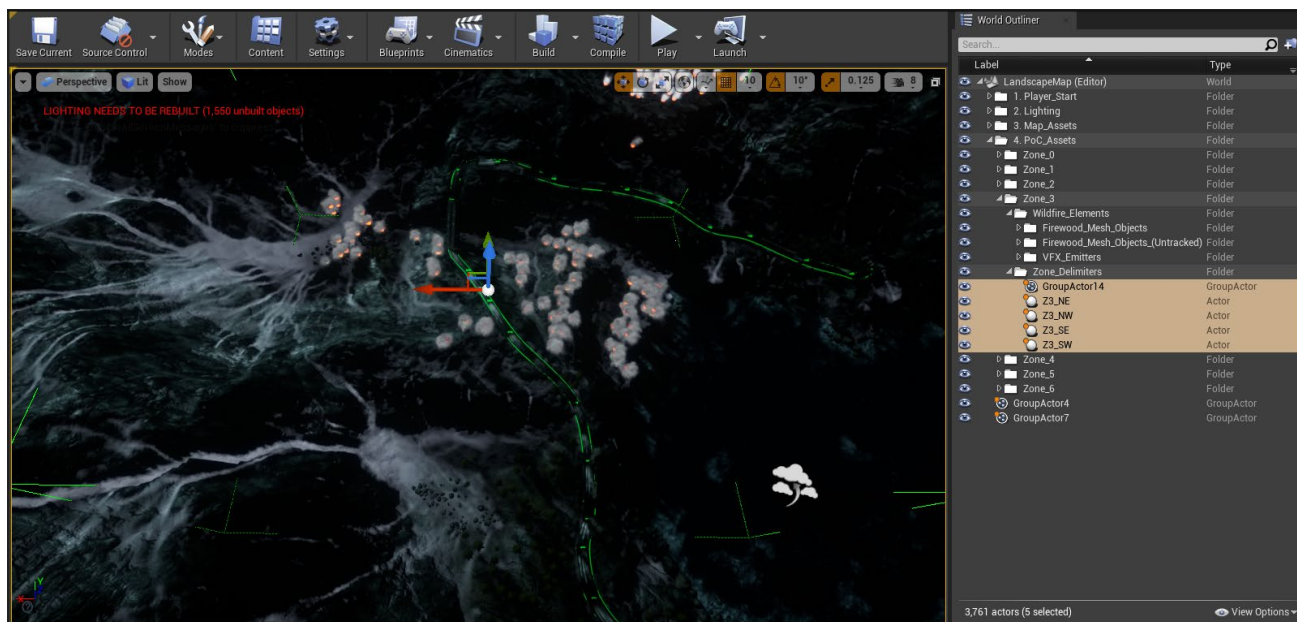 Save Current Source Control Modes Content Settings Blueprints Cinematics Build Compile Play Launch
Perspective Lit Show 10 10° 0.125 8
LIGHTING NEEDS TO BE REBUILT (1,550 unbuilt objects)
Y
World Outliner
Search...
Label Type
LandscapeMap (Editor) World
1. Player_Start Folder
2. Lighting Folder
3. Map_Assets Folder
4. PoC_Assets Folder
Zone_0 Folder
Zone_1 Folder
Zone_2 Folder
Zone_3 Folder
Wildfire_Elements Folder
Firewood_Mesh_Objects Folder
Firewood_Mesh_Objects_(Untracked) Folder
VFX_Emitters Folder
Zone_Delimiters Folder
GroupActor14 GroupActor
Z3_NE Actor
Z3_NW Actor
Z3_SE Actor
Z3_SW Actor
Zone_4 Folder
Zone_5 Folder
Zone_6 Folder
GroupActor4 GroupActor
GroupActor7 GroupActor
3,761 actors (5 selected) View Options